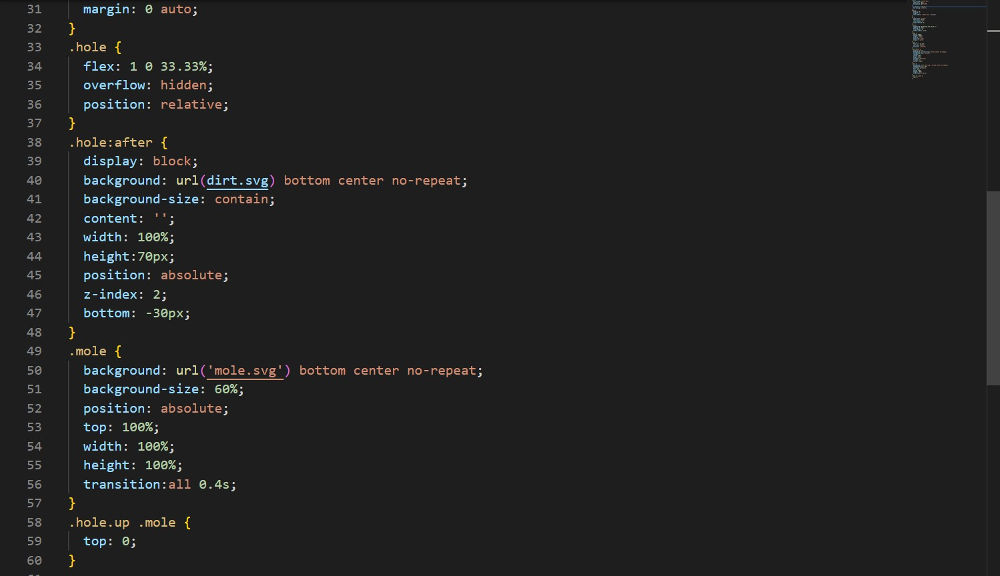 31 margin: 0 auto;
32 }
33 .hole {
34 flex: 1 0 33.33%;
35 overflow: hidden;
36 position: relative;
37 }
38 .hole:after {
39 display: block;
40 background: url(dirt.svg) bottom center no-repeat;
41 background-size: contain;
42 content: '';
43 width: 100%;
44 height:70px;
45 position: absolute;
46 z-index: 2;
47 bottom: -30px;
48 }
49 .mole {
50 background: url('mole.svg') bottom center no-repeat;
51 background-size: 60%;
52 position: absolute;
53 top: 100%;
54 width: 100%;
55 height: 100%;
56 transition:all 0.4s;
57 }
58 .hole.up .mole {
59 top: 0;
60 }